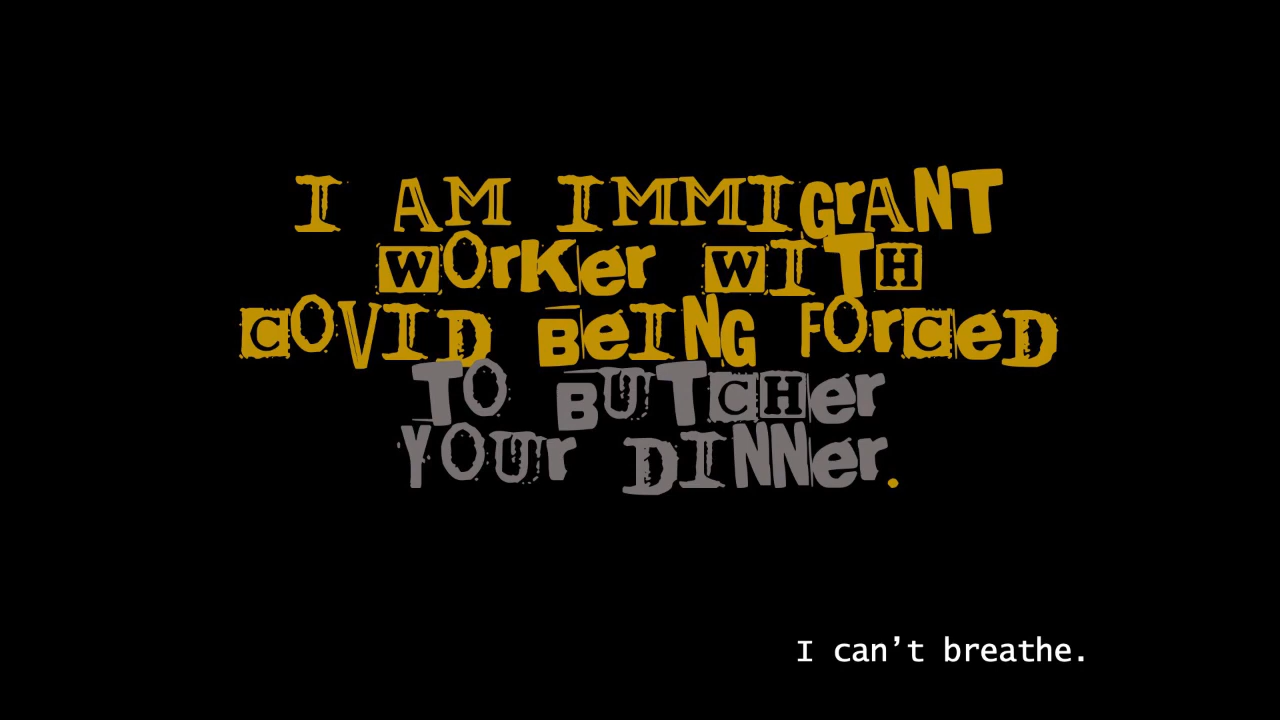 I AM IMMIGrANT
WOrKer WITH
COVID BeING FOrCeD
TO BUTCHer
YOUr DINNer.
I can’t breathe.